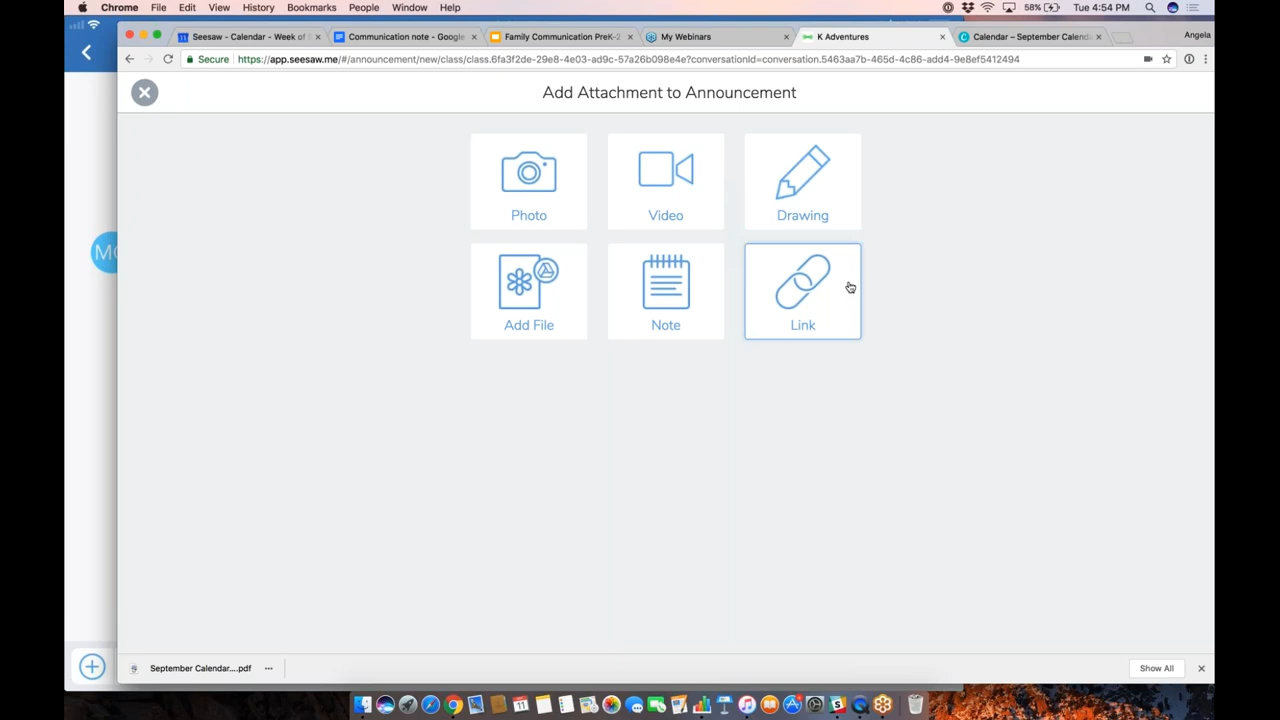 Chrome File Edit View History Bookmarks People Window Help 58% Tue 4:54 PM
Seesaw - Calendar - Week of S Communication note - Google Family Communication PreK-2 My Webinars K Adventures Calendar – September Calend Angela
Secure https://app.seesaw.me/#/announcement/new/class/class.6fa3f2de-29e8-4e03-ad9c-57a26b098e4e?conversationId=conversation.5463aa7b-465d-4c86-add4-9e8ef5412494
Add Attachment to Announcement
Photo Video Drawing
MC
Add File Note Link
September Calendar....pdf Show All